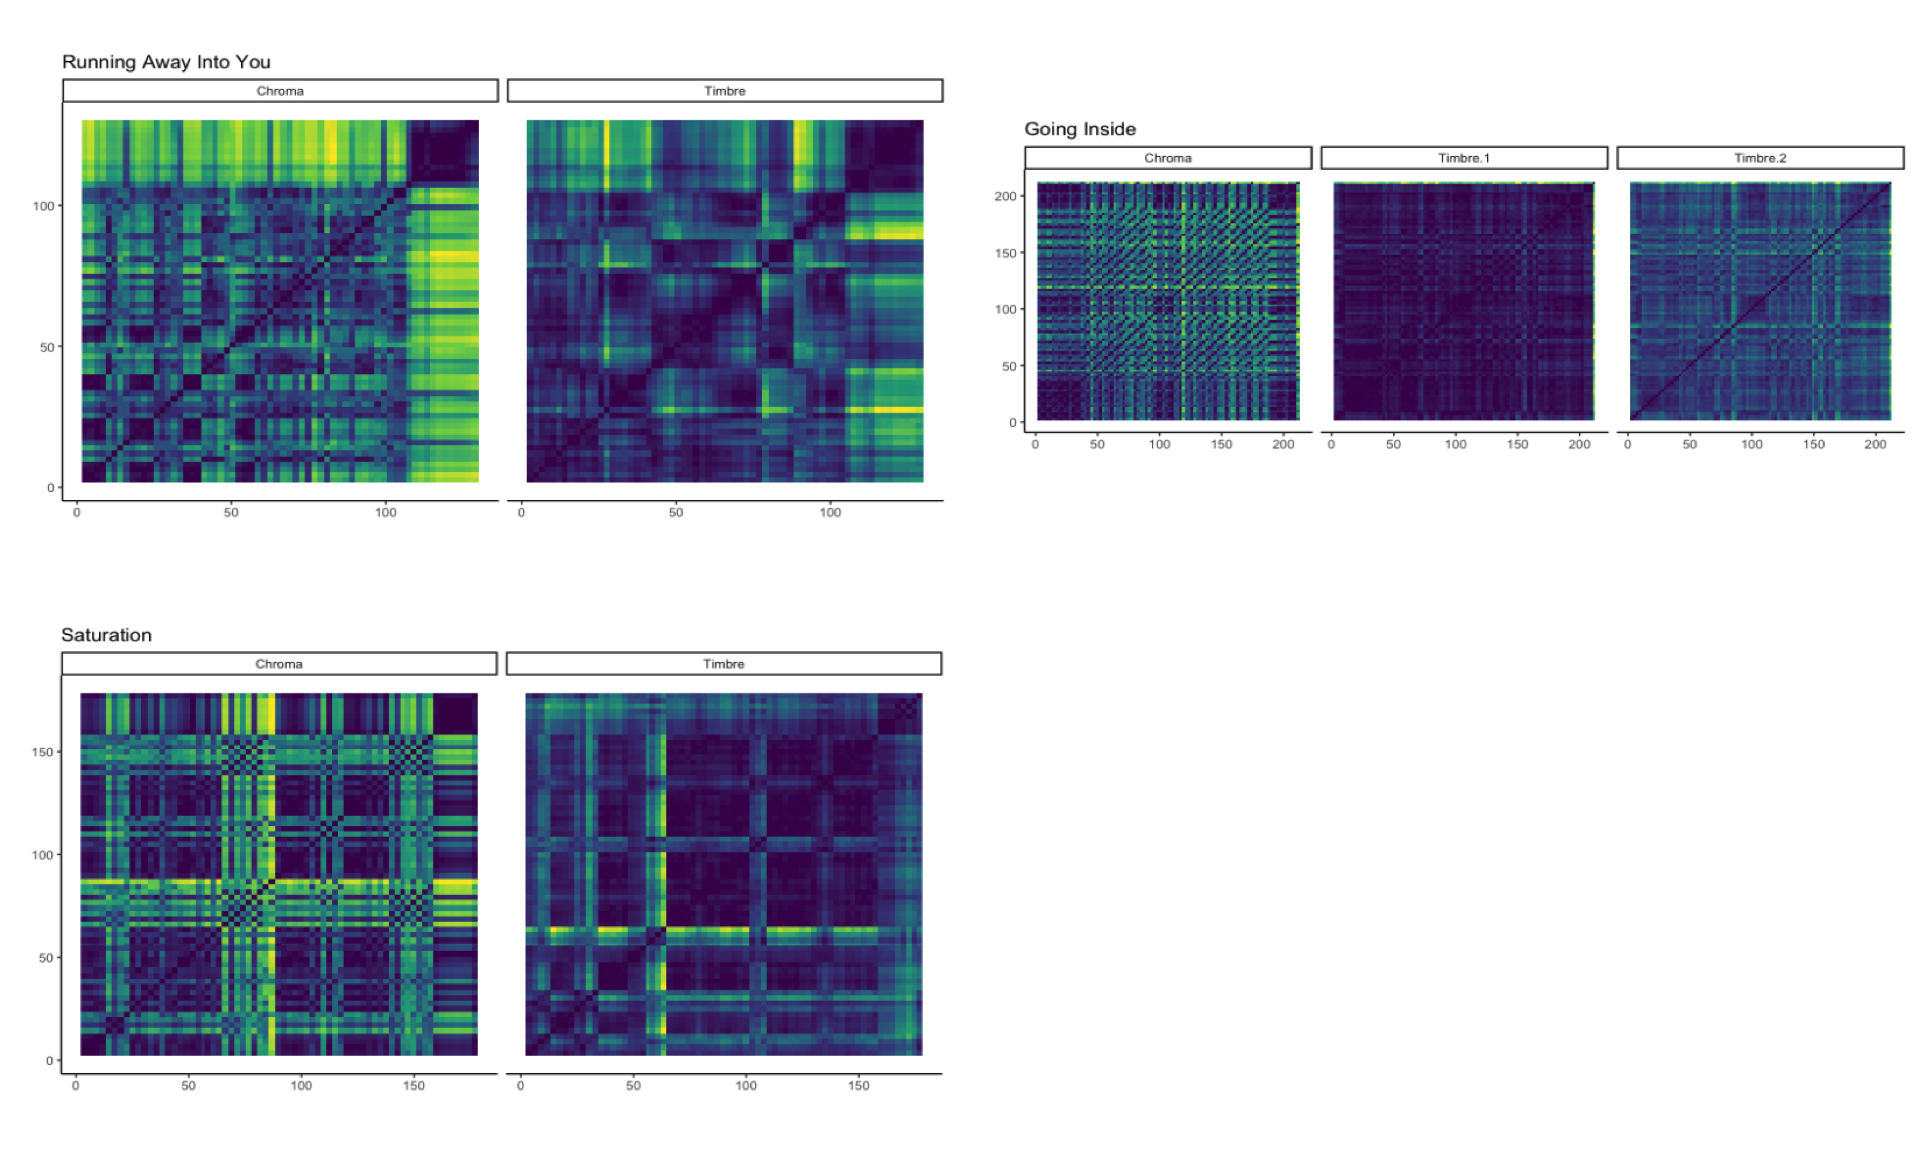 Running Away Into You
Chroma Timbre
100
50
0
0 50 100 0 50 100
Going Inside
Chroma Timbre.1 Timbre.2
200
150
100
50
0
0 50 100 150 200 0 50 100 150 200 0 50 100 150 200
Saturation
Chroma Timbre
150
100
50
0
0 50 100 150 0 50 100 150